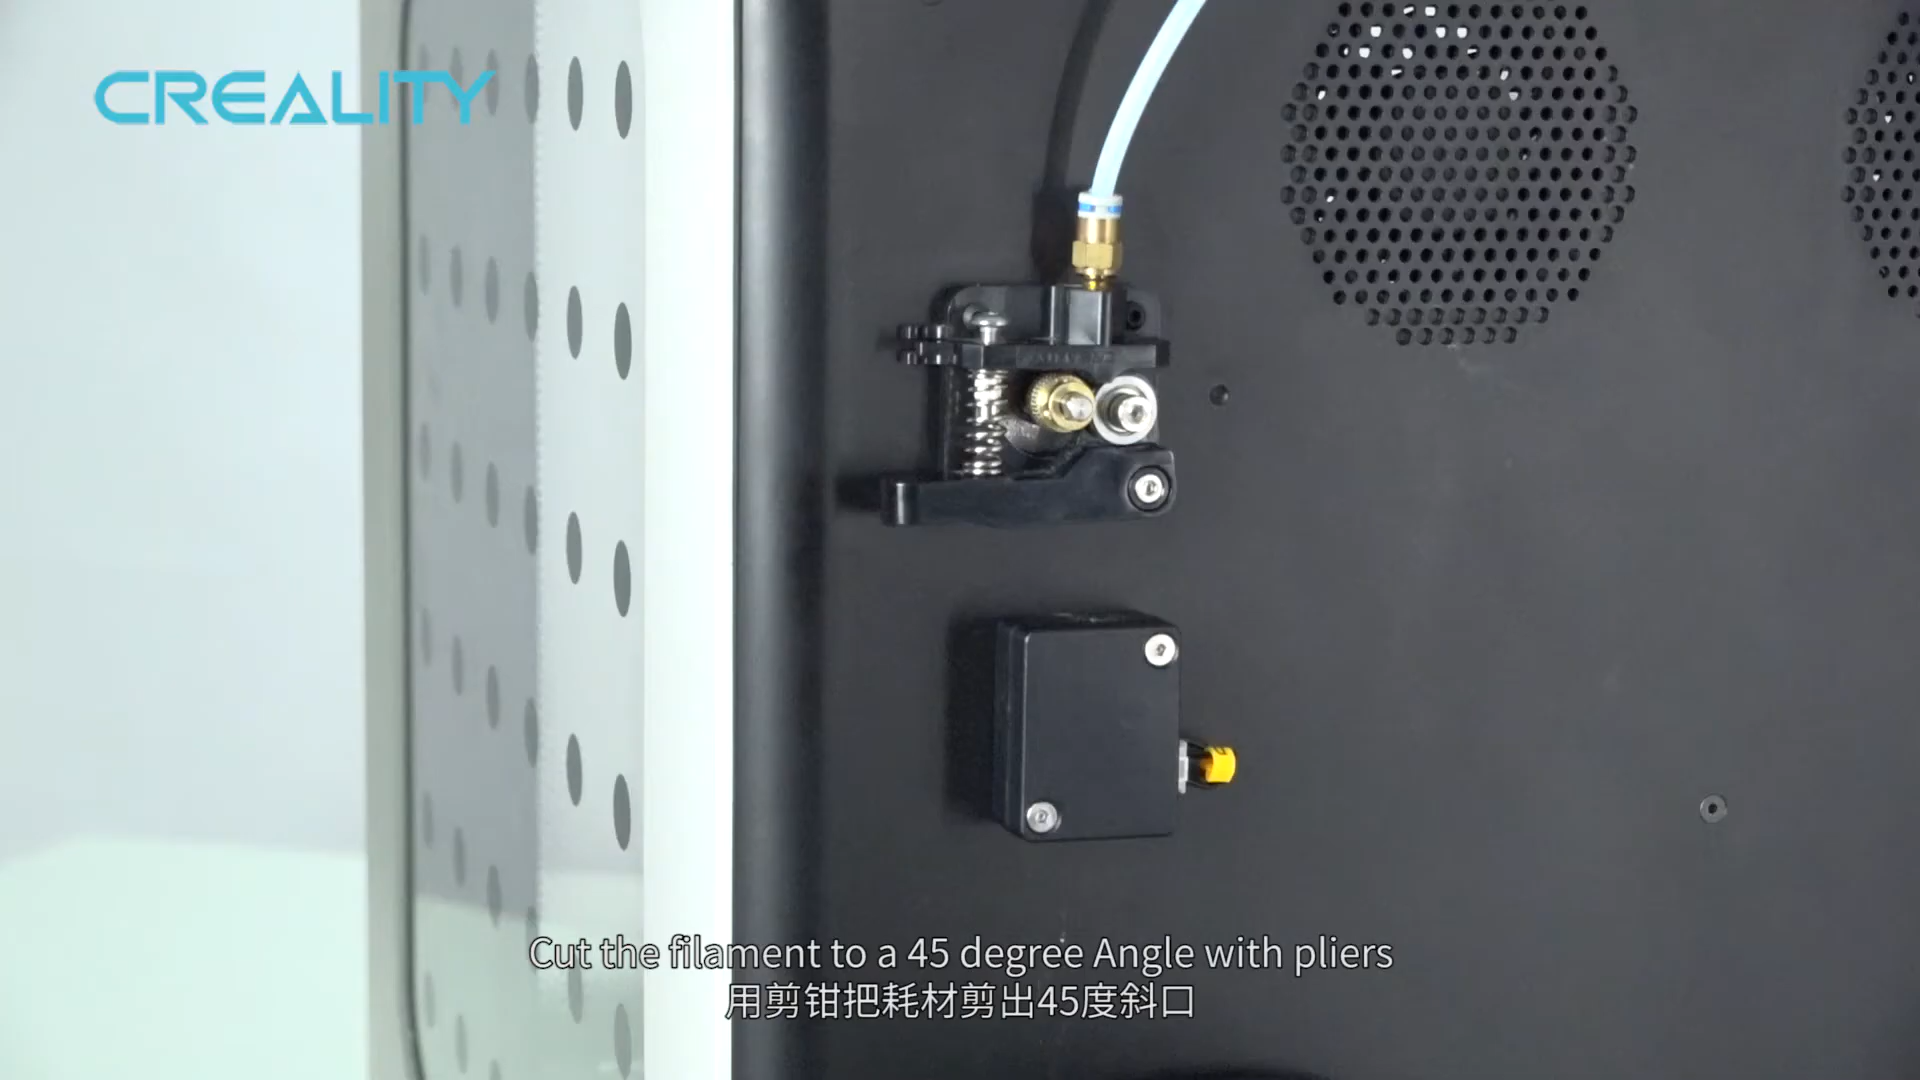 CREALITY
Cut the filament to a 45 degree Angle with pliers
用剪钳把耗材剪出45度斜口